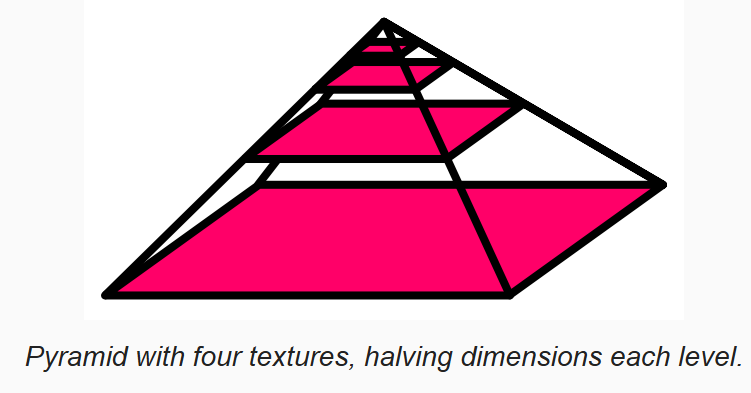 Pyramid with four textures, halving dimensions each level.